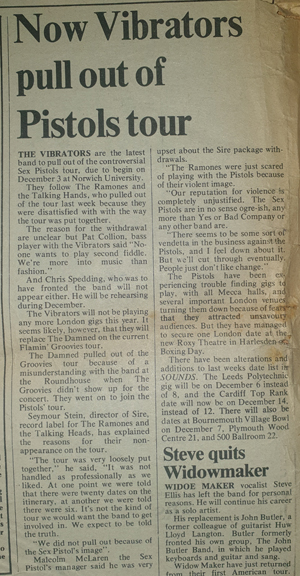 Now Vibrators
pull out of
Pistols tour
THE VIBRATORS are the latest
band to pull out of the controversial
Sex Pistols tour, due to begin on
December 3 at Norwich University.
They follow The Ramones and
the Talking Hands, who pulled out
of the tour last week because they
were disatisfied with with the way
the tour was put together.
The reason for the withdrawal
are unclear but Pat Collion, bass
player with the Vibrators said "No-
one wants to play second fiddle.
We're more into music than
fashion."
And Chris Spedding, who was to
have fronted the band will not
appear either. He will be rehearsing
during December.
The Vibrators will not be playing
any more London gigs this year. It
seems likely, however, that they will
replace The Damned on the current
Flamin' Groovies tour.
The Damned pulled out of the
Groovies tour because of a
misunderstanding with the band at
the Roundhouse when The
Groovies didn't show up for the
concert. They went on to join the
Pistols' tour.
Seymour Stein, director of Sire,
record label for The Ramones and
the Talking Heads, has explained
the reasons for their non-
appearance on the tour.
"The tour was very loosely put
together," he said, "It was not
handled as professionally as we
liked. At one point we were told
that there were twenty dates on the
itinerary, at another we were told
there were six. It's not the kind of
tour we would want the band to get
involved in. We expect to be told
the truth.
"We did not pull out because of
the Sex Pistol's image".
Malcolm McLaren the Sex
Pistol's manager said he was very
upset about the Sire package with-
drawals.
"The Ramones were just scared
of playing with the Pistols because
of their violent image.
"Our reputation for violence is
completely unjustified. The Sex
Pistols are in no sense ogre-ish, any
more than Yes or Bad Company or
any other band are.
"There seems to be some sort of
vendetta in the business against the
Pistols, and I feel down about it.
But we'll cut through eventually.
People just don't like change."
The Pistols have been
experiencing trouble finding gigs to
play, with all Mecca halls, and
several important London venues
turning them down because of fears
that they attracted unsavoury
audiences. But they have managed
to secure one London date at the
new Roxy Theatre in Harlesden on
Boxing Day.
There have been alterations and
additions to last weeks date list in
SOUNDS. The Leeds Polytechnic
gig will be on December 6 instead
of 8, and the Cardiff Top Rank
date will now be on December 14,
instead of 12. There will also be
dates at Bournemouth Village Bowl
on December 7, Plymouth Wood
Centre 21, and 500 Ballroom 22.
Steve quits
Widowmaker
WIDOE MAKER vocalist Steve
Ellis has left the band for personal
reasons. He will continue his career
as a solo artist.
His replacement is John Butler, a
former colleague of guitarist Huw
Lloyd Langton. Butler formerly
fronted his own group, The John
Butler Band, in which he played
keyboards and guitar and sang.
Widow Maker have just returned
from their first American tour.